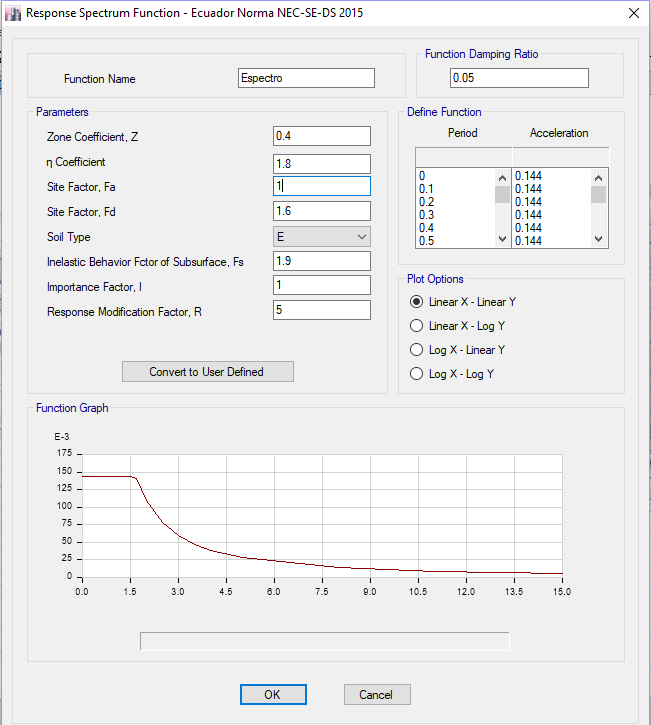 Response Spectrum Function - Ecuador Norma NEC-SE-DS 2015
Function Name Espectro
Function Damping Ratio
0.05
Parameters
Zone Coefficient, Z 0.4
η Coefficient 1.8
Site Factor, Fa 1
Site Factor, Fd 1.6
Soil Type E
Inelastic Behavior Fctor of Subsurface, Fs 1.9
Importance Factor, I 1
Response Modification Factor, R 5
Convert to User Defined
Define Function
Period Acceleration
0 0.144
0.1 0.144
0.2 0.144
0.3 0.144
0.4 0.144
0.5 0.144
Plot Options
Linear X - Linear Y
Linear X - Log Y
Log X - Linear Y
Log X - Log Y
Function Graph
E-3
175
150
125
100
75
50
25
0
0.0 1.5 3.0 4.5 6.0 7.5 9.0 10.5 12.0 13.5 15.0
OK Cancel